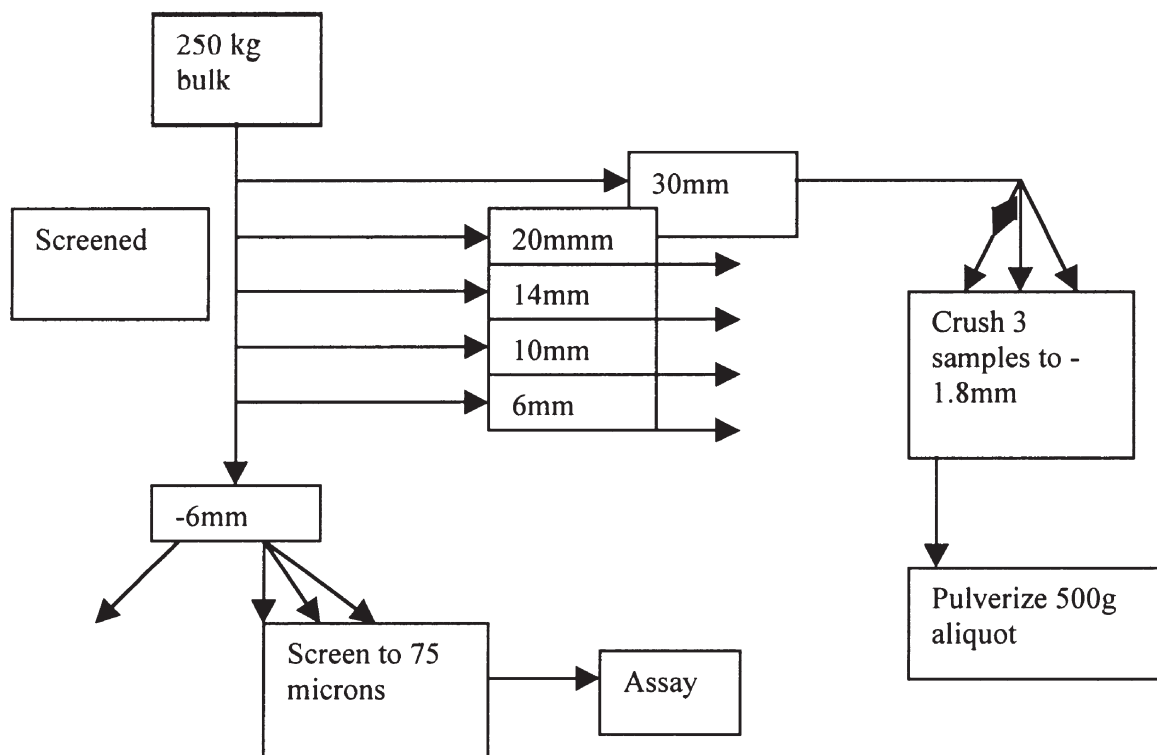 250 kg
bulk
30mm
Screened
20mmm
14mm
10mm
6mm
Crush 3
samples to -
1.8mm
-6mm
Pulverize 500g
aliquot
Screen to 75
microns
Assay